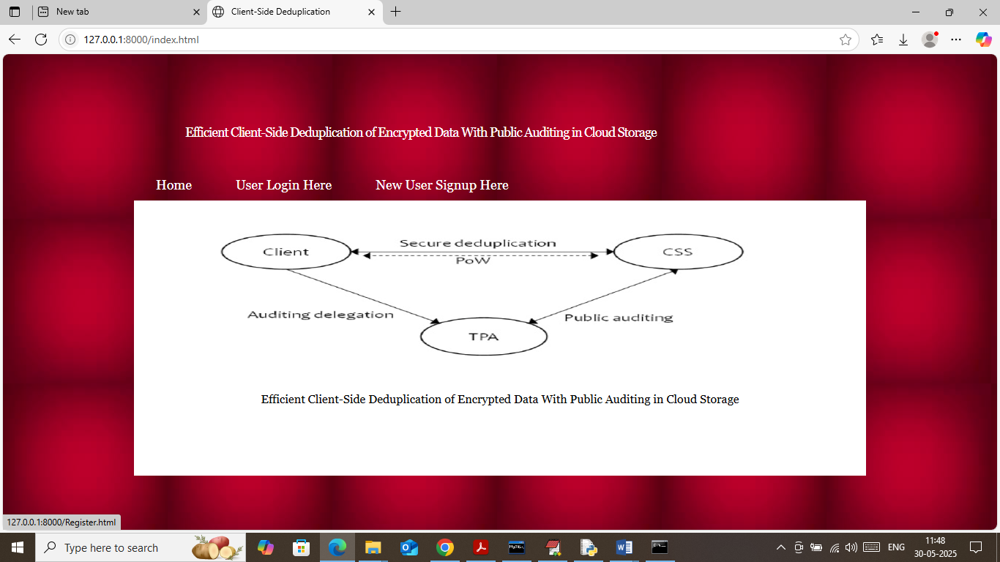 New tab
Client-Side Deduplication
127.0.0.1:8000/index.html
Efficient Client-Side Deduplication of Encrypted Data With Public Auditing in Cloud Storage
Home
User Login Here
New User Signup Here
Client
Secure deduplication
PoW
CSS
Auditing delegation
Public auditing
TPA
Efficient Client-Side Deduplication of Encrypted Data With Public Auditing in Cloud Storage
127.0.0.1:8000/Register.html
Type here to search
MySQL
ENG
11:48
30-05-2025